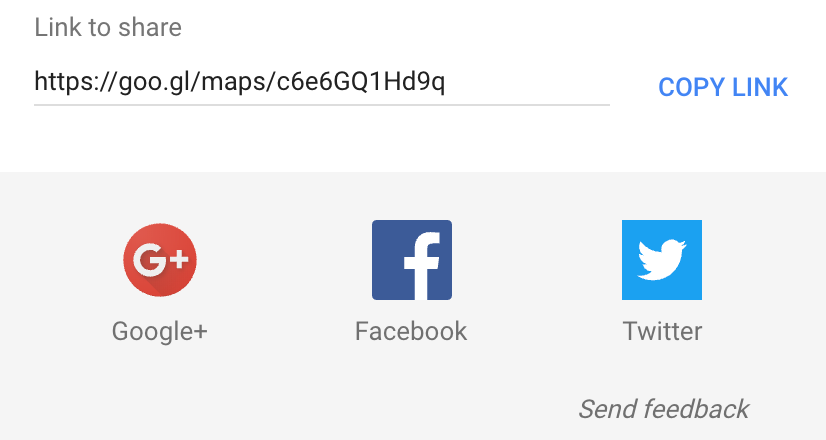 Link to share
https://goo.gl/maps/c6e6GQ1Hd9q
COPY LINK
G+
Google+
Facebook
Twitter
Send feedback